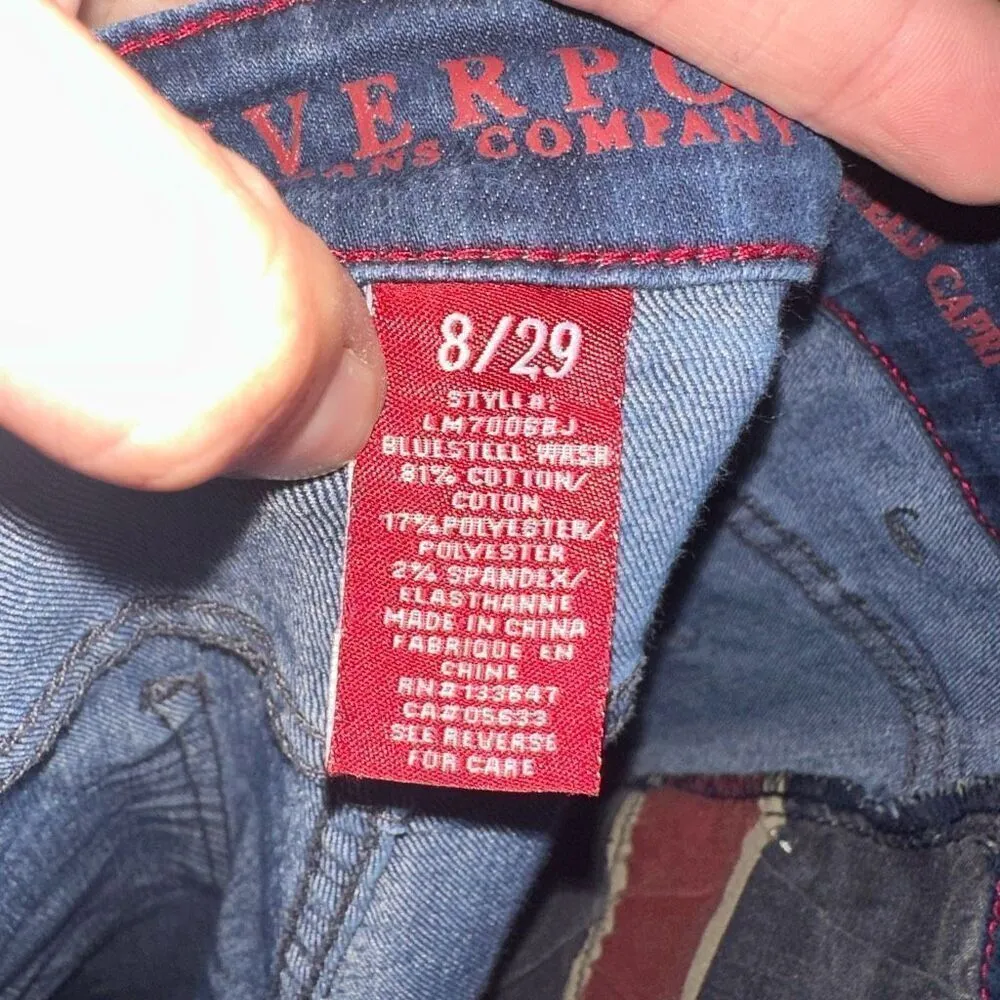 VERPO
COMPANY
CAPRI
8/29
STYLE#:
LM7006BJ
BLUESTEEL WASH
81% COTTON/
COTON
17% POLYESTER/
POLYESTER
2% SPANDEX/
ELASTHANNE
MADE IN CHINA
FABRIQUE EN
CHINE
RN#133647
CA#05633
SEE REVERSE
FOR CARE